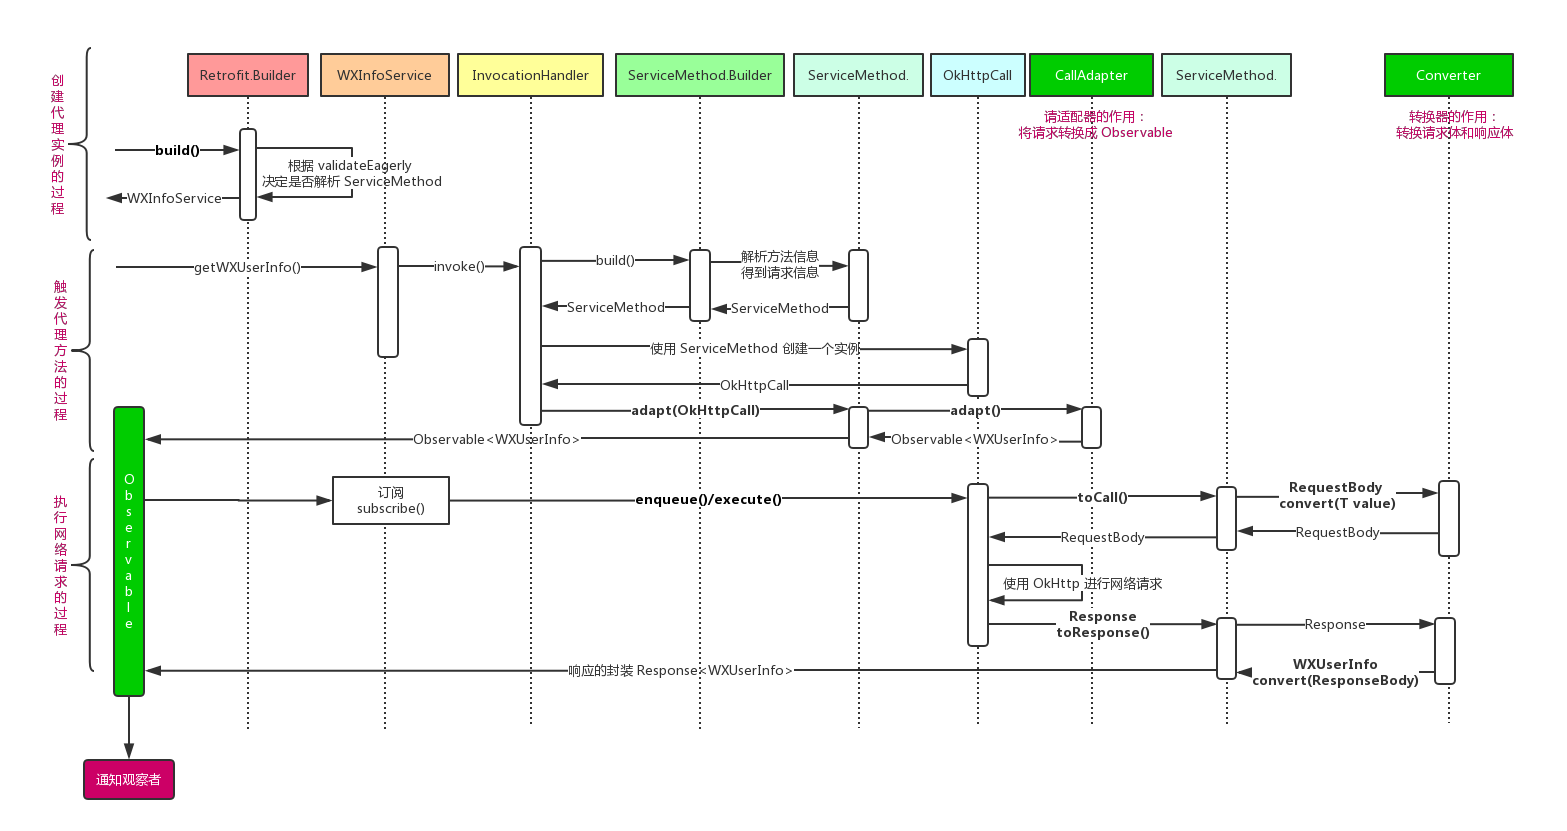 Retrofit.Builder
WXInfoService
InvocationHandler
ServiceMethod.Builder
ServiceMethod.
OkHttpCall
CallAdapter
ServiceMethod.
Converter
请适配器的作用：
将请求转换成 Observable
转换器的作用：
转换请求体和响应体
创建代理实例的过程
build()
根据 validateEagerly
决定是否解析 ServiceMethod
WXInfoService
触发代理方法的过程
getWXUserInfo()
invoke()
build()
解析方法信息
得到请求信息
ServiceMethod
ServiceMethod
使用 ServiceMethod 创建一个实例
OkHttpCall
adapt(OkHttpCall)
adapt()
Observable<WXUserInfo>
Observable<WXUserInfo>
执行网络请求的过程
Observable
订阅
subscribe()
enqueue()/execute()
toCall()
RequestBody
convert(T value)
RequestBody
RequestBody
使用 OkHttp 进行网络请求
Response
toResponse()
Response
响应的封装 Response<WXUserInfo>
WXUserInfo
convert(ResponseBody)
通知观察者